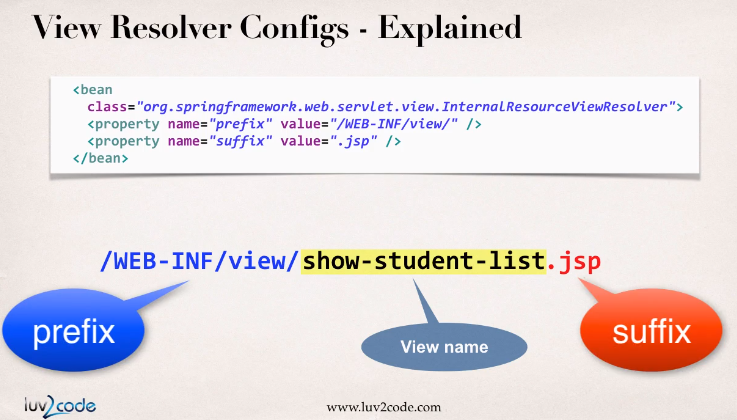 View Resolver Configs - Explained
<bean
class="org.springframework.web.servlet.view.InternalResourceViewResolver">
<property name="prefix" value="/WEB-INF/view/" />
<property name="suffix" value=".jsp" />
</bean>
/WEB-INF/view/show-student-list.jsp
prefix
View name
suffix
luv2code
www.luv2code.com